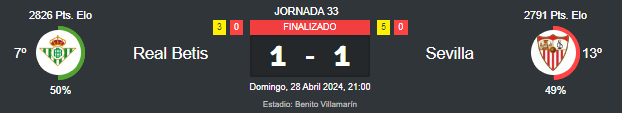 2826 Pts. Elo
JORNADA 33
2791 Pts. Elo
3 0
FINALIZADO
5 0
7º
Real Betis
1 - 1
Sevilla
13º
50%
Domingo, 28 Abril 2024, 21:00
49%
Estadio: Benito Villamarín